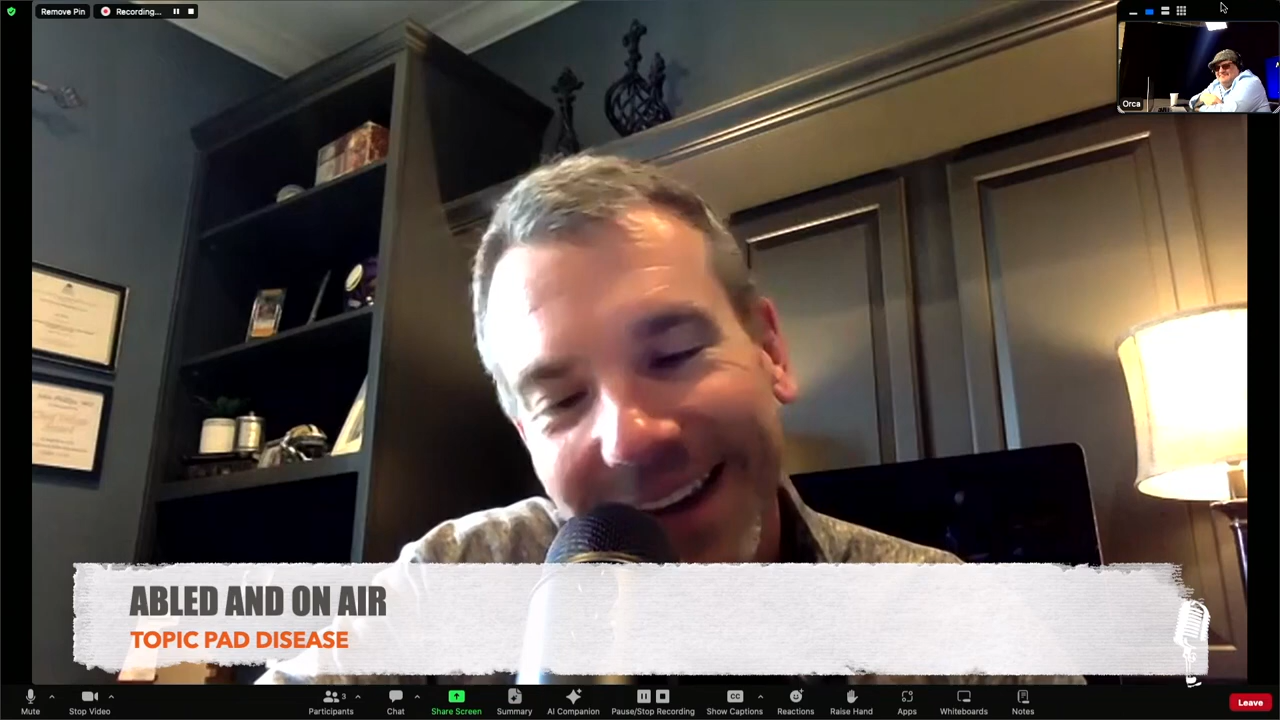 Remove Pin
Recording...
Orca
ABLED AND ON AIR
TOPIC PAD DISEASE
Mute
Stop Video
Participants
3
Chat
Share Screen
Summary
AI Companion
Pause/Stop Recording
CC
Show Captions
Reactions
Raise Hand
Apps
Whiteboards
Notes
Leave